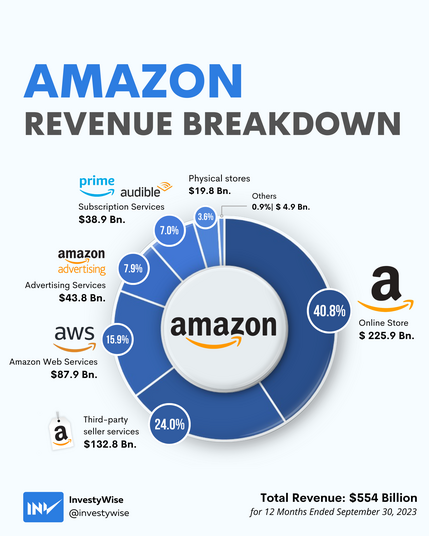 AMAZON
REVENUE BREAKDOWN
prime
audible
Subscription Services
$38.9 Bn.
7.0%
Physical stores
$19.8 Bn.
3.6%
Others
0.9%| $ 4.9 Bn.
amazon
advertising
Advertising Services
$43.8 Bn.
7.9%
a
Online Store
$ 225.9 Bn.
40.8%
amazon
aws
Amazon Web Services
$87.9 Bn.
15.9%
a
Third-party
seller services
$132.8 Bn.
24.0%
INV
InvestyWise
@investywise
Total Revenue: $554 Billion
for 12 Months Ended September 30, 2023